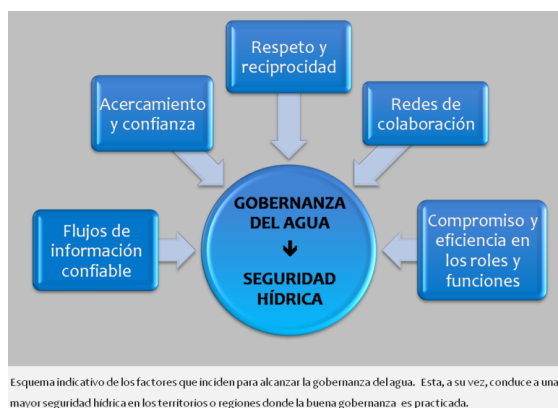 Respeto y
reciprocidad
Acercamiento
y confianza
Redes de
colaboración
Flujos de
información
confiable
GOBERNANZA
DEL AGUA
SEGURIDAD
HÍDRICA
Compromiso y
eficiencia en
los roles y
funciones
Esquema indicativo de los factores que inciden para alcanzar la gobernanza del agua. Esta, a su vez, conduce a una
mayor seguridad hídrica en los territorios o regiones donde la buena gobernanza es practicada.